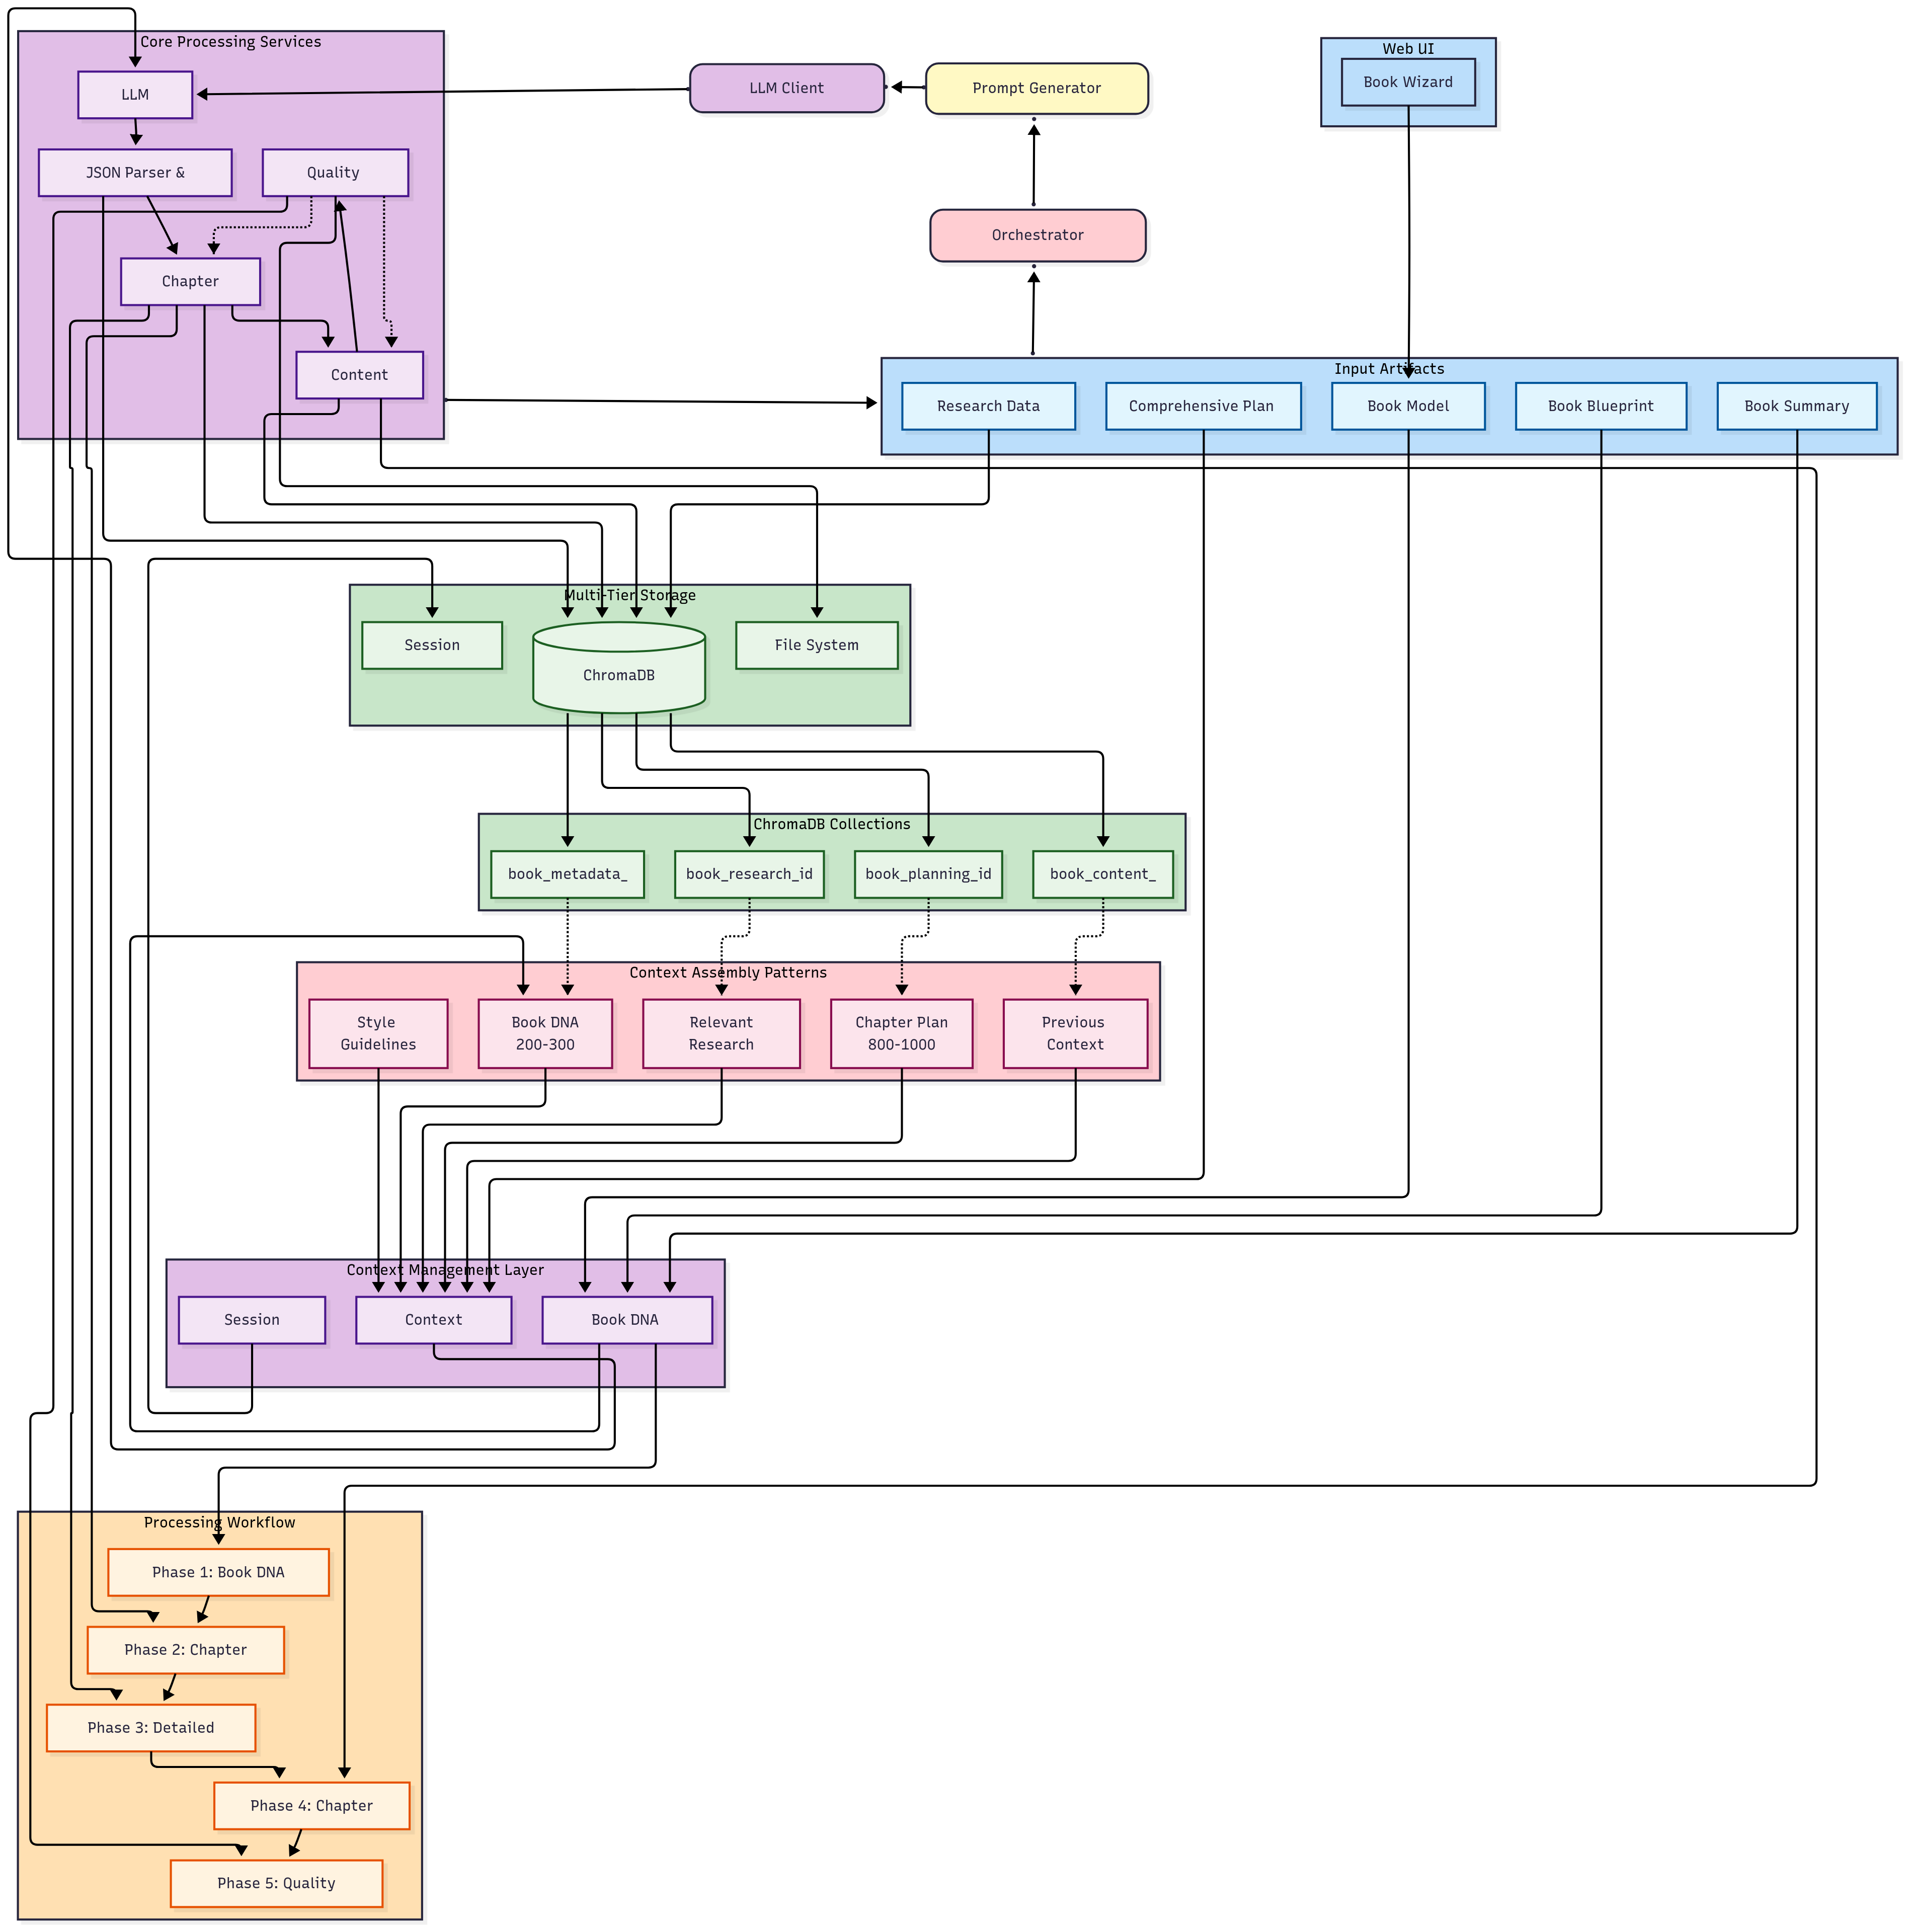 Core Processing Services
LLM
JSON Parser &
Quality
Chapter
Content
LLM Client
Prompt Generator
Orchestrator
Web UI
Book Wizard
Input Artifacts
Research Data
Comprehensive Plan
Book Model
Book Blueprint
Book Summary
Multi-Tier Storage
Session
ChromaDB
File System
ChromaDB Collections
book_metadata_
book_research_id
book_planning_id
book_content_
Context Assembly Patterns
Style
Guidelines
Book DNA
200-300
Relevant
Research
Chapter Plan
800-1000
Previous
Context
Context Management Layer
Session
Context
Book DNA
Processing Workflow
Phase 1: Book DNA
Phase 2: Chapter
Phase 3: Detailed
Phase 4: Chapter
Phase 5: Quality